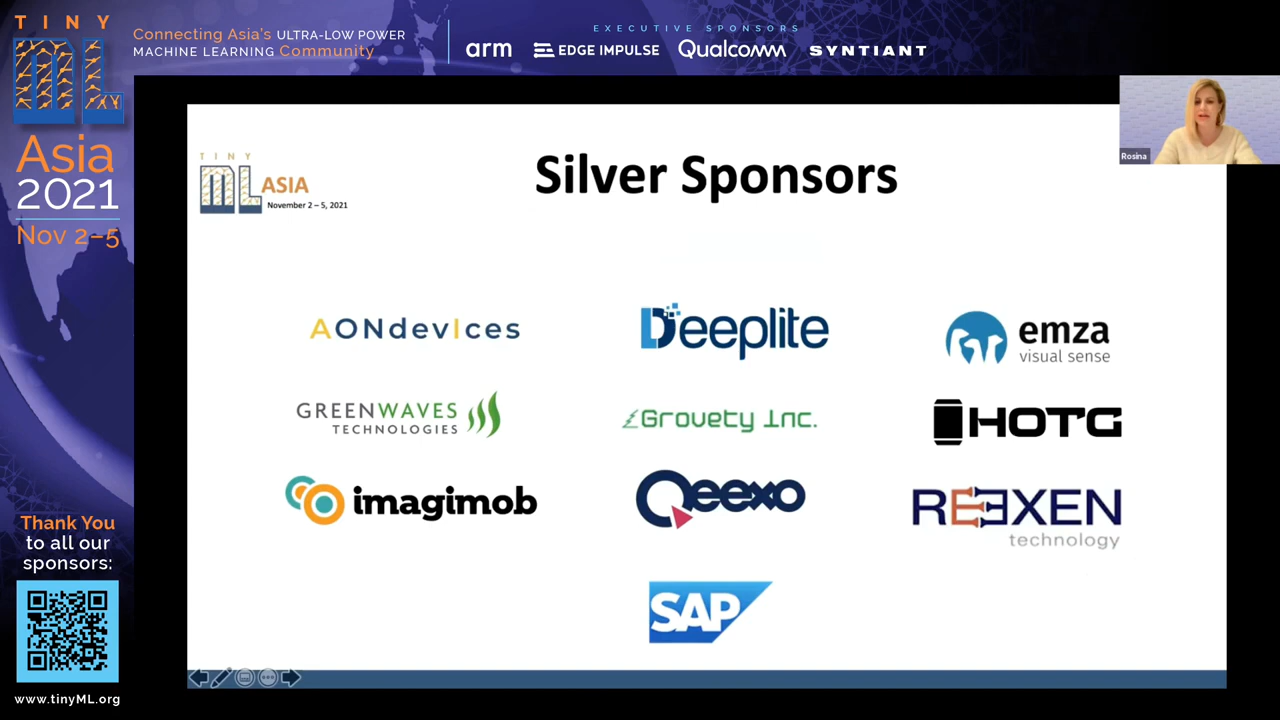 TINY
ML
Asia
2021
Nov 2–5
Connecting Asia's ULTRA-LOW POWER
MACHINE LEARNING Community
EXECUTIVE SPONSORS
arm
EDGE IMPULSE
Qualcomm
SYNTIANT
Rosina
TINY
ML ASIA
November 2 – 5, 2021
Silver Sponsors
AONdevIces
Deeplite
emza
visual sense
GREENWAVES
TECHNOLOGIES
Grovety Inc.
HOTG
imagimob
Qeexo
REEXEN
technology
SAP
Thank You
to all our
sponsors:
www.tinyML.org